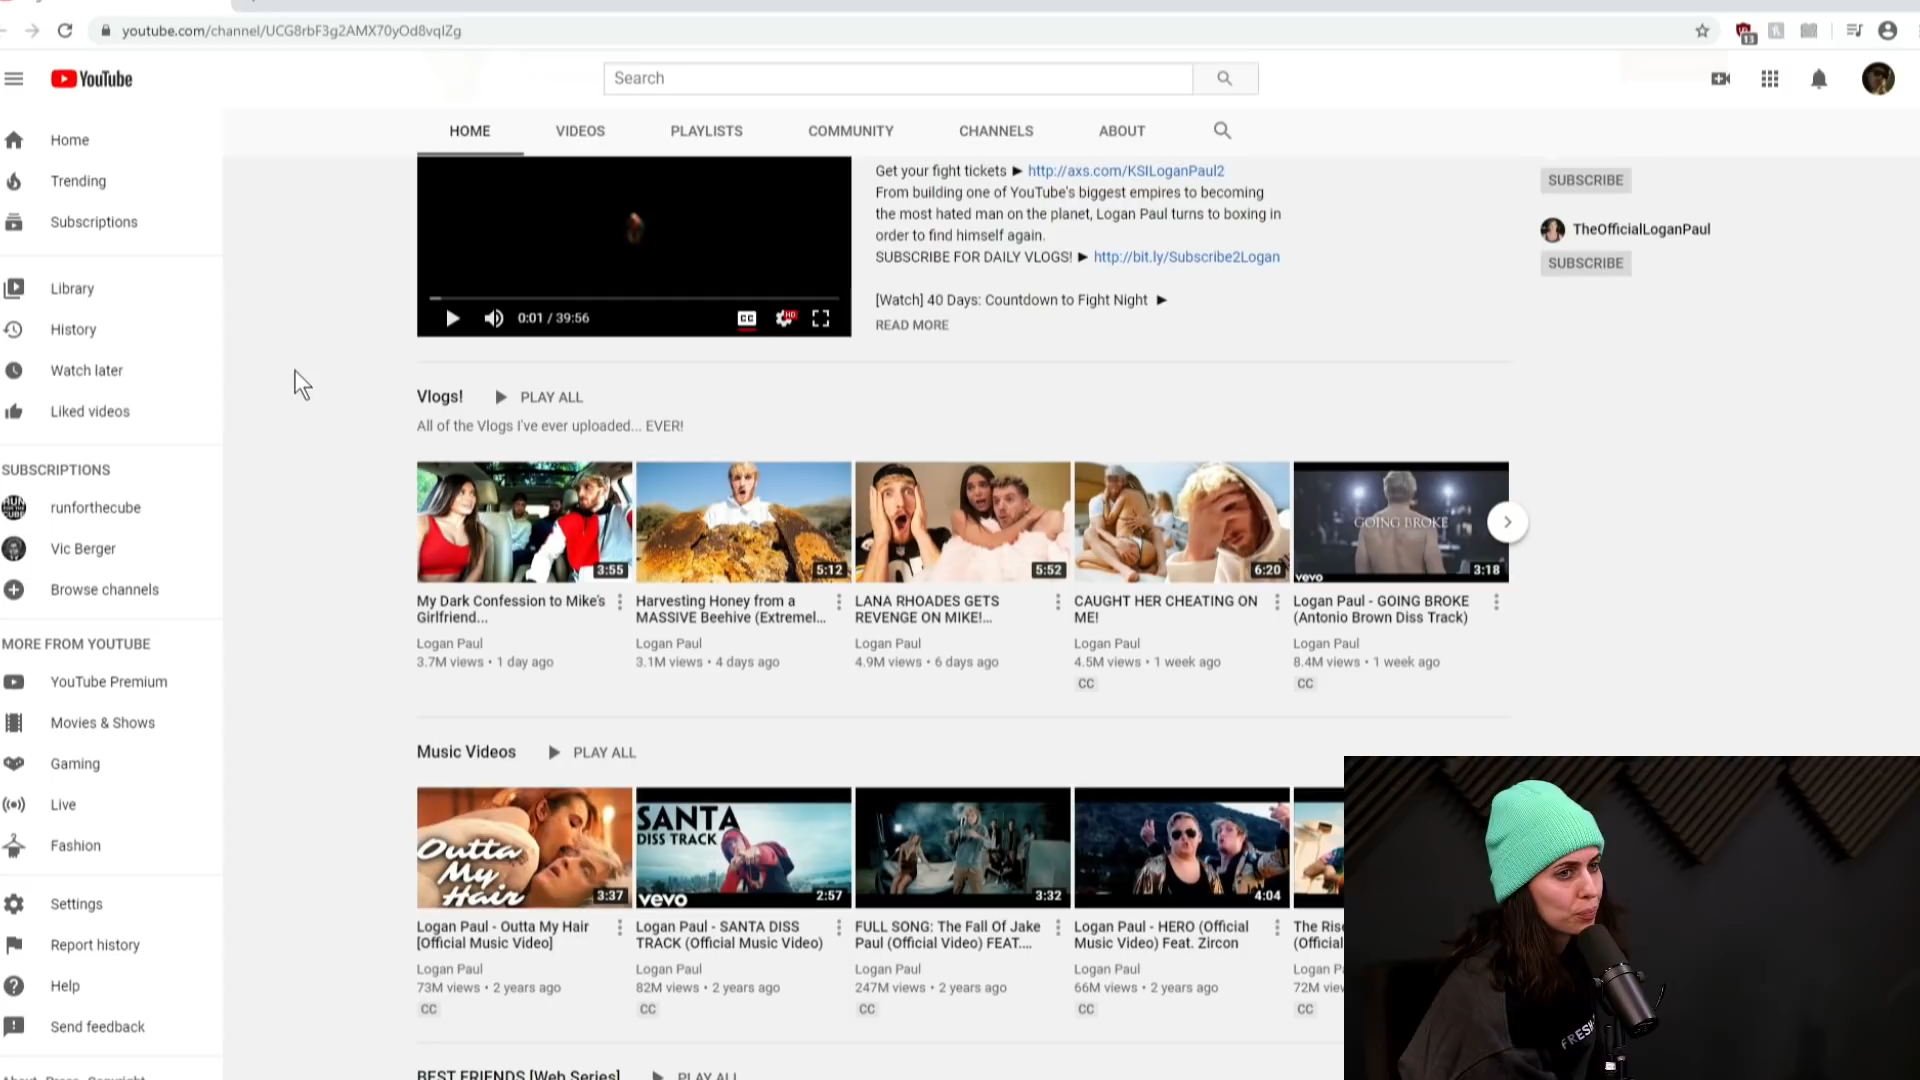 youtube.com/channel/UCG8rbF3g2AMX70yOd8vqIZg
13
YouTube
Search
HOME VIDEOS PLAYLISTS COMMUNITY CHANNELS ABOUT
Home
Trending
Subscriptions
Library
History
Watch later
Liked videos
SUBSCRIPTIONS
runforthecube
Vic Berger
Browse channels
MORE FROM YOUTUBE
YouTube Premium
Movies & Shows
Gaming
Live
Fashion
Settings
Report history
Help
Send feedback
About Press Copyright
0:01 / 39:56
CC
HD
Get your fight tickets ► http://axs.com/KSILoganPaul2
From building one of YouTube's biggest empires to becoming
the most hated man on the planet, Logan Paul turns to boxing in
order to find himself again.
SUBSCRIBE FOR DAILY VLOGS! ► http://bit.ly/Subscribe2Logan
[Watch] 40 Days: Countdown to Fight Night ►
READ MORE
SUBSCRIBE
TheOfficialLoganPaul
SUBSCRIBE
Vlogs! PLAY ALL
All of the Vlogs I've ever uploaded... EVER!
3:55
My Dark Confession to Mike's
Girlfriend...
Logan Paul
3.7M views • 1 day ago
5:12
Harvesting Honey from a
MASSIVE Beehive (Extremel...
Logan Paul
3.1M views • 4 days ago
5:52
LANA RHOADES GETS
REVENGE ON MIKE!...
Logan Paul
4.9M views • 6 days ago
6:20
CAUGHT HER CHEATING ON
ME!
Logan Paul
4.5M views • 1 week ago
CC
GOING BROKE
vevo
3:18
Logan Paul - GOING BROKE
(Antonio Brown Diss Track)
Logan Paul
8.4M views • 1 week ago
CC
Music Videos PLAY ALL
Outta
My
Hair
3:37
Logan Paul - Outta My Hair
[Official Music Video]
Logan Paul
73M views • 2 years ago
CC
SANTA
DISS TRACK
vevo
2:57
Logan Paul - SANTA DISS
TRACK (Official Music Video)
Logan Paul
82M views • 2 years ago
CC
3:32
FULL SONG: The Fall Of Jake
Paul (Official Video) FEAT....
Logan Paul
247M views • 2 years ago
CC
4:04
Logan Paul - HERO (Official
Music Video) Feat. Zircon
Logan Paul
66M views • 2 years ago
CC
The Ris
(Official
Logan P
72M vie
CC
BEST FRIENDS [Web Series] PLAY ALL
FRESH